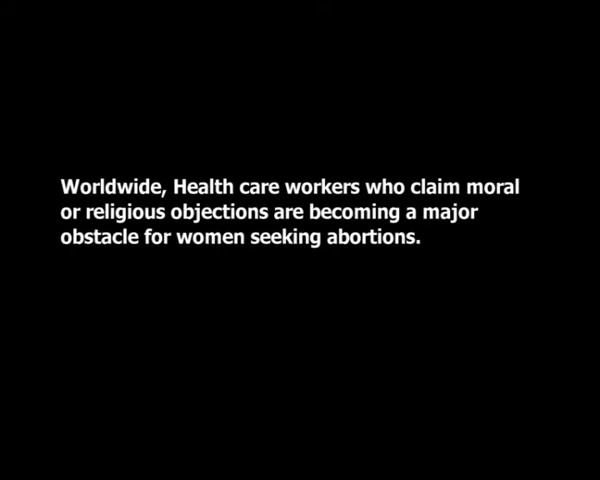 Worldwide, Health care workers who claim moral
or religious objections are becoming a major
obstacle for women seeking abortions.